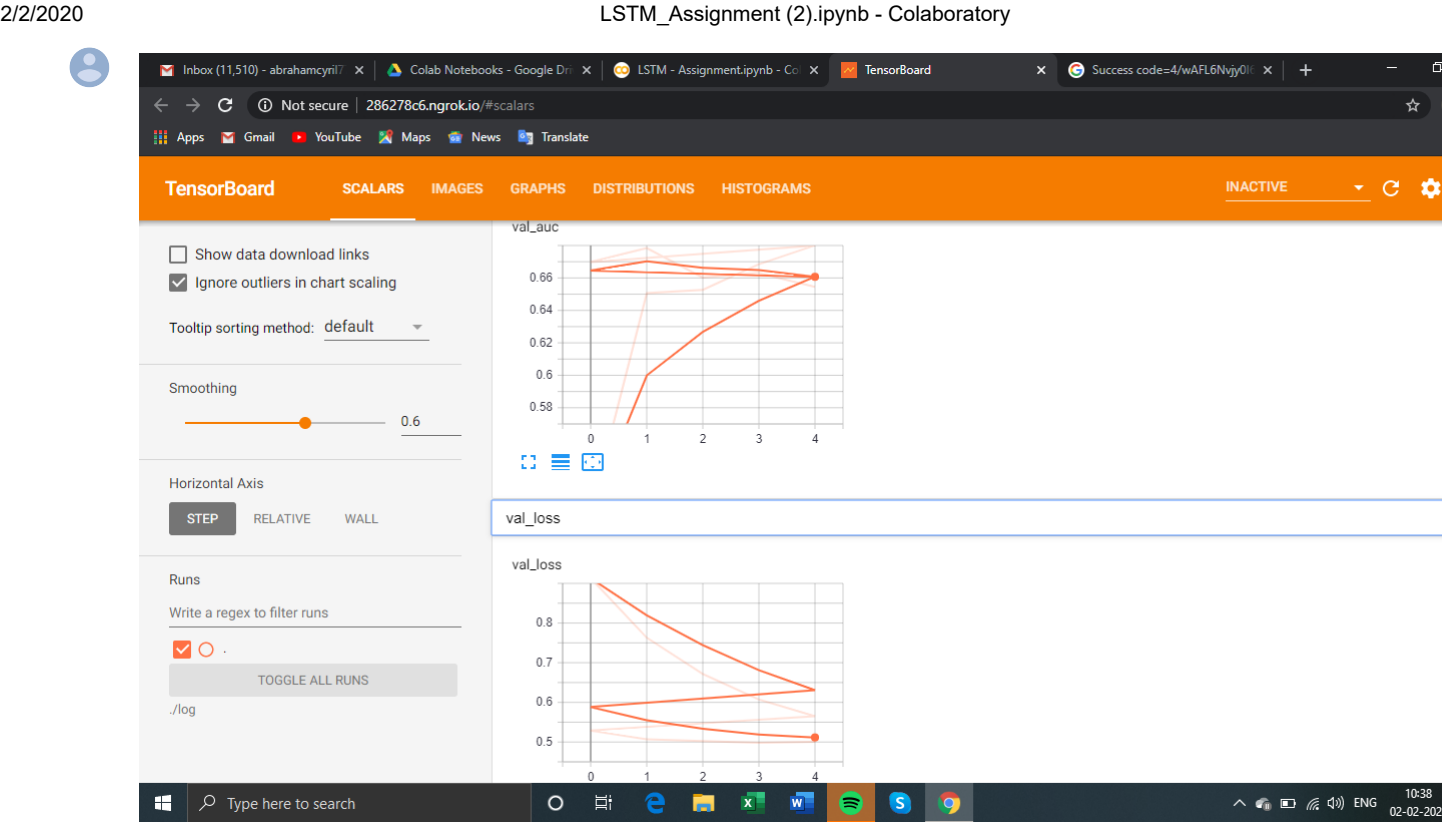 2/2/2020 LSTM_Assignment (2).ipynb - Colaboratory
Inbox (11,510) - abrahamcyril7 Colab Notebooks - Google Dri LSTM - Assignment.ipynb - Col TensorBoard Success code=4/wAFL6Nvjy0I6
Not secure | 286278c6.ngrok.io/#scalars
Apps Gmail YouTube Maps News Translate
TensorBoard SCALARS IMAGES GRAPHS DISTRIBUTIONS HISTOGRAMS INACTIVE
Show data download links
Ignore outliers in chart scaling
Tooltip sorting method: default
Smoothing
0.6
Horizontal Axis
STEP RELATIVE WALL
Runs
Write a regex to filter runs
.
TOGGLE ALL RUNS
./log
val_auc
0.66
0.64
0.62
0.6
0.58
0 1 2 3 4
val_loss
val_loss
0.8
0.7
0.6
0.5
0 1 2 3 4
Type here to search
ENG
10:38
02-02-202